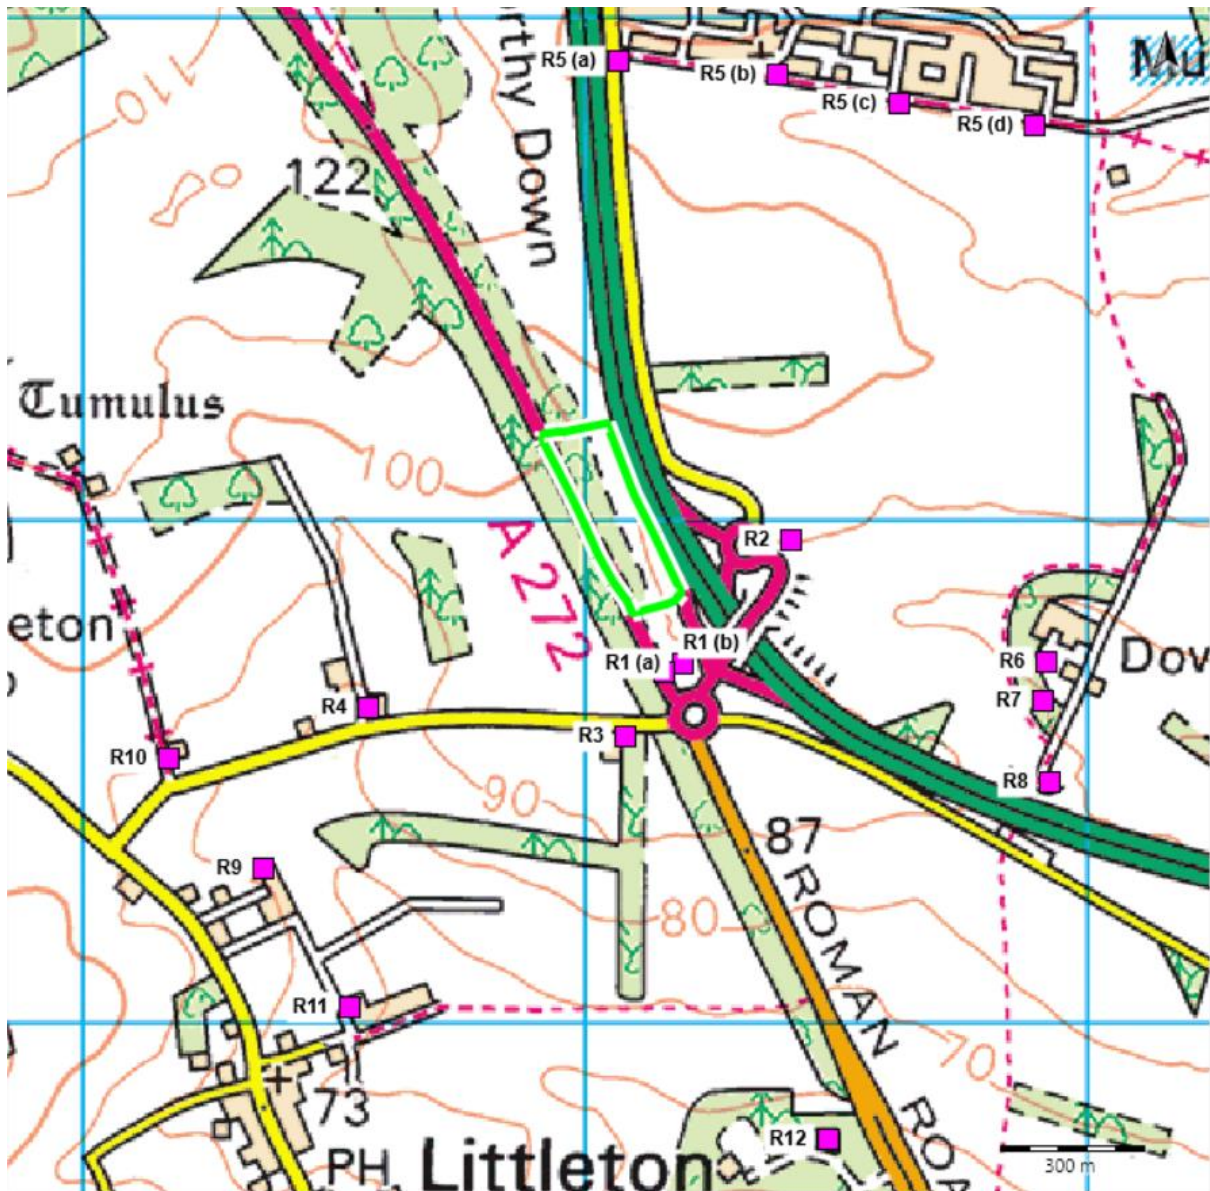 R5 (a)
R5 (b)
R5 (c)
R5 (d)
rthy Down
110
122
Tumulus
100
A 272
R2
eton
R1 (b)
R1 (a)
R6
Dov
R7
R4
R3
R10
R8
90
87
R9
ROMAN
80
R11
70
73
ROA
R12
300 m
PH
Littleton